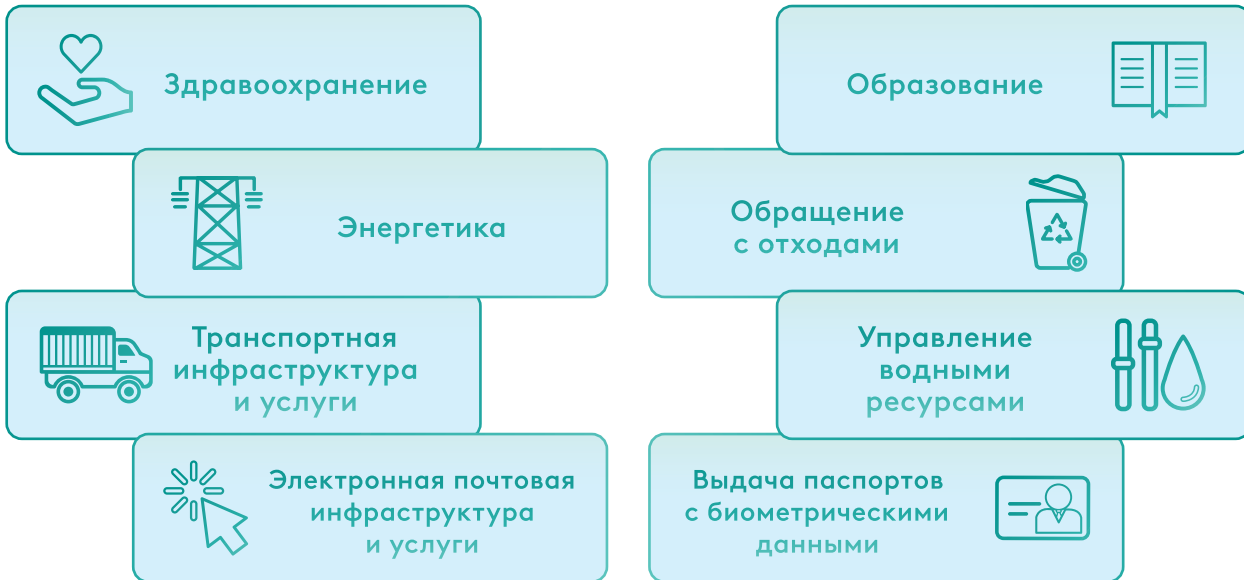 Здравоохранение
Образование
Энергетика
Обращение
с отходами
Транспортная
инфраструктура
и услуги
Управление
водными
ресурсами
Электронная почтовая
инфраструктура
и услуги
Выдача паспортов
с биометрическими
данными